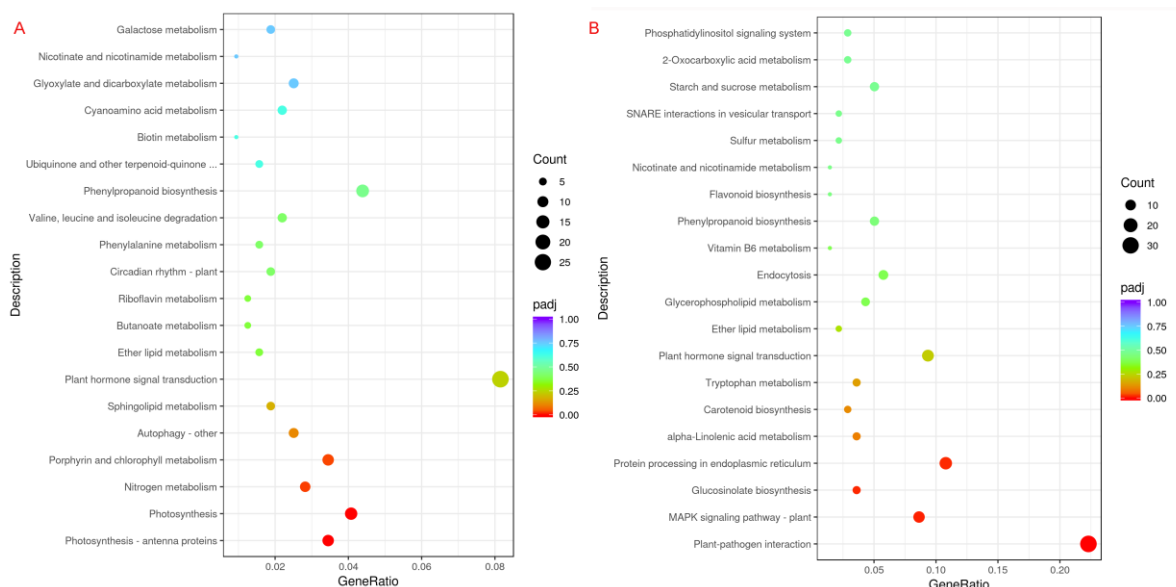 A
Description
Galactose metabolism
Nicotinate and nicotinamide metabolism
Glyoxylate and dicarboxylate metabolism
Cyanoamino acid metabolism
Biotin metabolism
Ubiquinone and other terpenoid-quinone ...
Phenylpropanoid biosynthesis
Valine, leucine and isoleucine degradation
Phenylalanine metabolism
Circadian rhythm - plant
Riboflavin metabolism
Butanoate metabolism
Ether lipid metabolism
Plant hormone signal transduction
Sphingolipid metabolism
Autophagy - other
Porphyrin and chlorophyll metabolism
Nitrogen metabolism
Photosynthesis
Photosynthesis - antenna proteins
0.02 0.04 0.06 0.08
GeneRatio
Count
5
10
15
20
25
padj
1.00
0.75
0.50
0.25
0.00
B
Description
Phosphatidylinositol signaling system
2-Oxocarboxylic acid metabolism
Starch and sucrose metabolism
SNARE interactions in vesicular transport
Sulfur metabolism
Nicotinate and nicotinamide metabolism
Flavonoid biosynthesis
Phenylpropanoid biosynthesis
Vitamin B6 metabolism
Endocytosis
Glycerophospholipid metabolism
Ether lipid metabolism
Plant hormone signal transduction
Tryptophan metabolism
Carotenoid biosynthesis
alpha-Linolenic acid metabolism
Protein processing in endoplasmic reticulum
Glucosinolate biosynthesis
MAPK signaling pathway - plant
Plant-pathogen interaction
0.05 0.10 0.15 0.20
GeneRatio
Count
10
20
30
padj
1.00
0.75
0.50
0.25
0.00